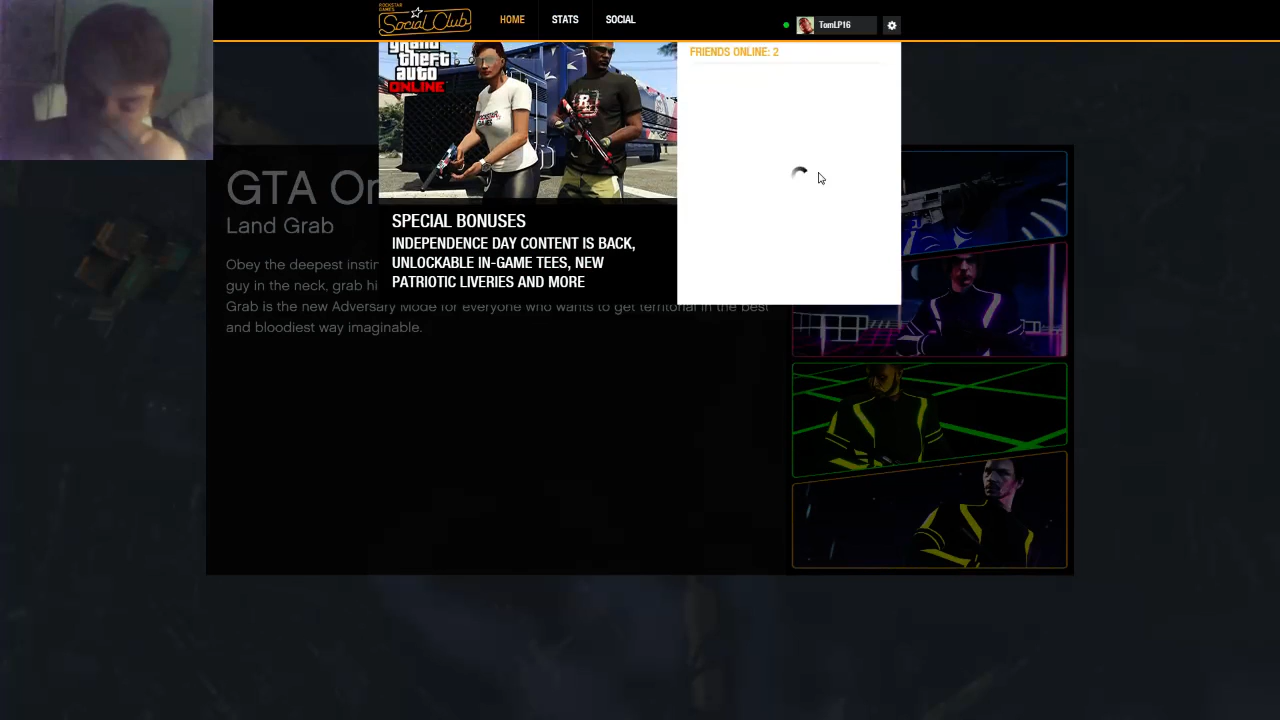 ROCKSTAR GAMES
Social Club
HOME
STATS
SOCIAL
TomLP16
grand
theft
auto
ONLINE
FRIENDS ONLINE: 2
SPECIAL BONUSES
INDEPENDENCE DAY CONTENT IS BACK,
UNLOCKABLE IN-GAME TEES, NEW
PATRIOTIC LIVERIES AND MORE
GTA On
Land Grab
Obey the deepest instin
guy in the neck, grab hi
Grab is the new Adversary Mode for everyone who wants to get territorial in the best
and bloodiest way imaginable.